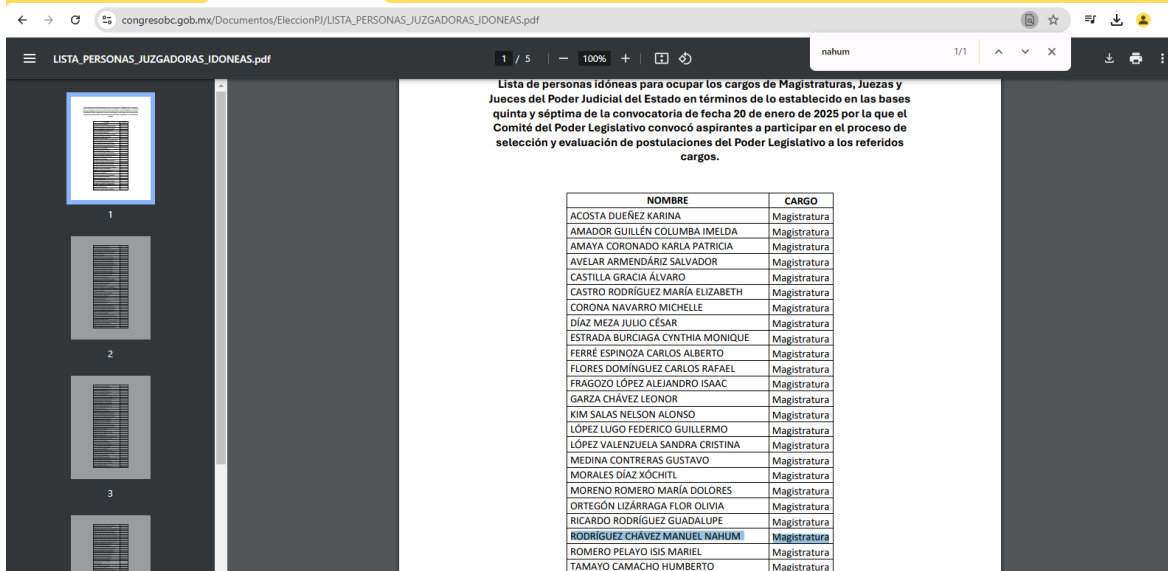 congresobc.gob.mx/Documentos/EleccionPJ/LISTA_PERSONAS_JUZGADORAS_IDONEAS.pdf
LISTA_PERSONAS_JUZGADORAS_IDONEAS.pdf
1 / 5
100%
nahum
1/1
Lista de personas idóneas para ocupar los cargos de Magistraturas, Juezas y
Jueces del Poder Judicial del Estado en términos de lo establecido en las bases
quinta y séptima de la convocatoria de fecha 20 de enero de 2025 por la que el
Comité del Poder Legislativo convocó aspirantes a participar en el proceso de
selección y evaluación de postulaciones del Poder Legislativo a los referidos
cargos.
NOMBRE CARGO
ACOSTA DUEÑEZ KARINA Magistratura
AMADOR GUILLÉN COLUMBA IMELDA Magistratura
AMAYA CORONADO KARLA PATRICIA Magistratura
AVELAR ARMENDÁRIZ SALVADOR Magistratura
CASTILLA GRACIA ÁLVARO Magistratura
CASTRO RODRÍGUEZ MARÍA ELIZABETH Magistratura
CORONA NAVARRO MICHELLE Magistratura
DÍAZ MEZA JULIO CÉSAR Magistratura
ESTRADA BURCIAGA CYNTHIA MONIQUE Magistratura
FERRÉ ESPINOZA CARLOS ALBERTO Magistratura
FLORES DOMÍNGUEZ CARLOS RAFAEL Magistratura
FRAGOZO LÓPEZ ALEJANDRO ISAAC Magistratura
GARZA CHÁVEZ LEONOR Magistratura
KIM SALAS NELSON ALONSO Magistratura
LÓPEZ LUGO FEDERICO GUILLERMO Magistratura
LÓPEZ VALENZUELA SANDRA CRISTINA Magistratura
MEDINA CONTRERAS GUSTAVO Magistratura
MORALES DÍAZ XÓCHITL Magistratura
MORENO ROMERO MARÍA DOLORES Magistratura
ORTEGÓN LIZÁRRAGA FLOR OLIVIA Magistratura
RICARDO RODRÍGUEZ GUADALUPE Magistratura
RODRÍGUEZ CHÁVEZ MANUEL NAHUM Magistratura
ROMERO PELAYO ISIS MARIEL Magistratura
TAMAYO CAMACHO HUMBERTO Magistratura
1
2
3